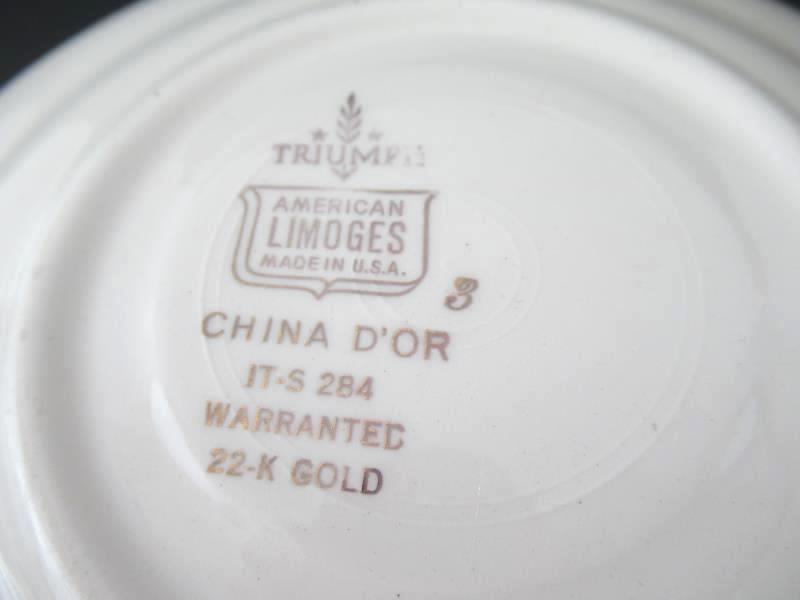 TRIUMPH
AMERICAN
LIMOGES
MADE IN U.S.A.
3
CHINA D'OR
IT-S 284
WARRANTED
22-K GOLD